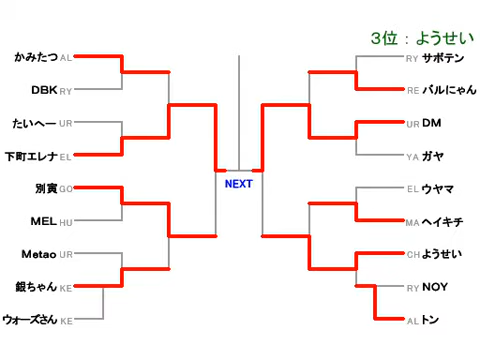 3位：ようせい
かみたつ AL
DBK RY
たいへー UR
下町エレナ EL
別寅 GO
MEL HU
Metao UR
銀ちゃん KE
ウォーズさん KE
NEXT
RY サボテン
RE バルにゃん
UR DM
YA ガヤ
EL ウヤマ
MA ヘイキチ
CH ようせい
RY NOY
AL トン